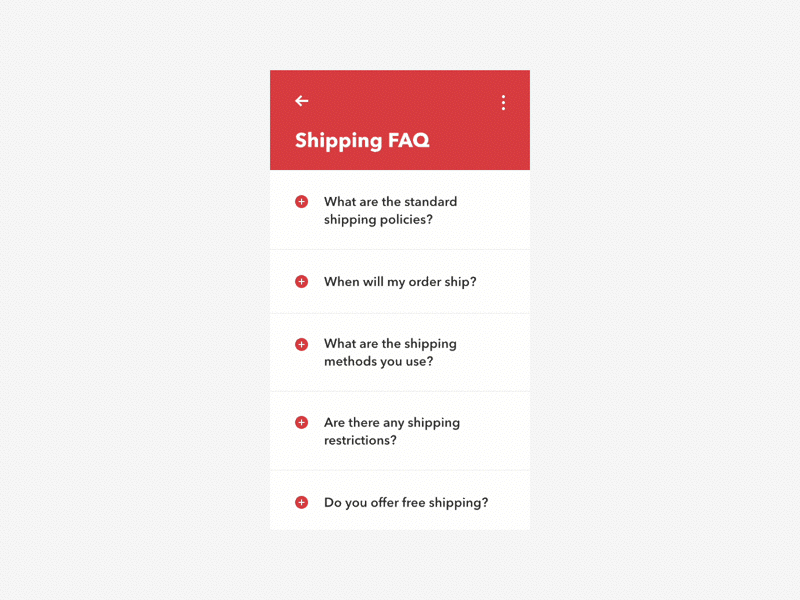 Shipping FAQ
What are the standard
shipping policies?
When will my order ship?
What are the shipping
methods you use?
Are there any shipping
restrictions?
Do you offer free shipping?